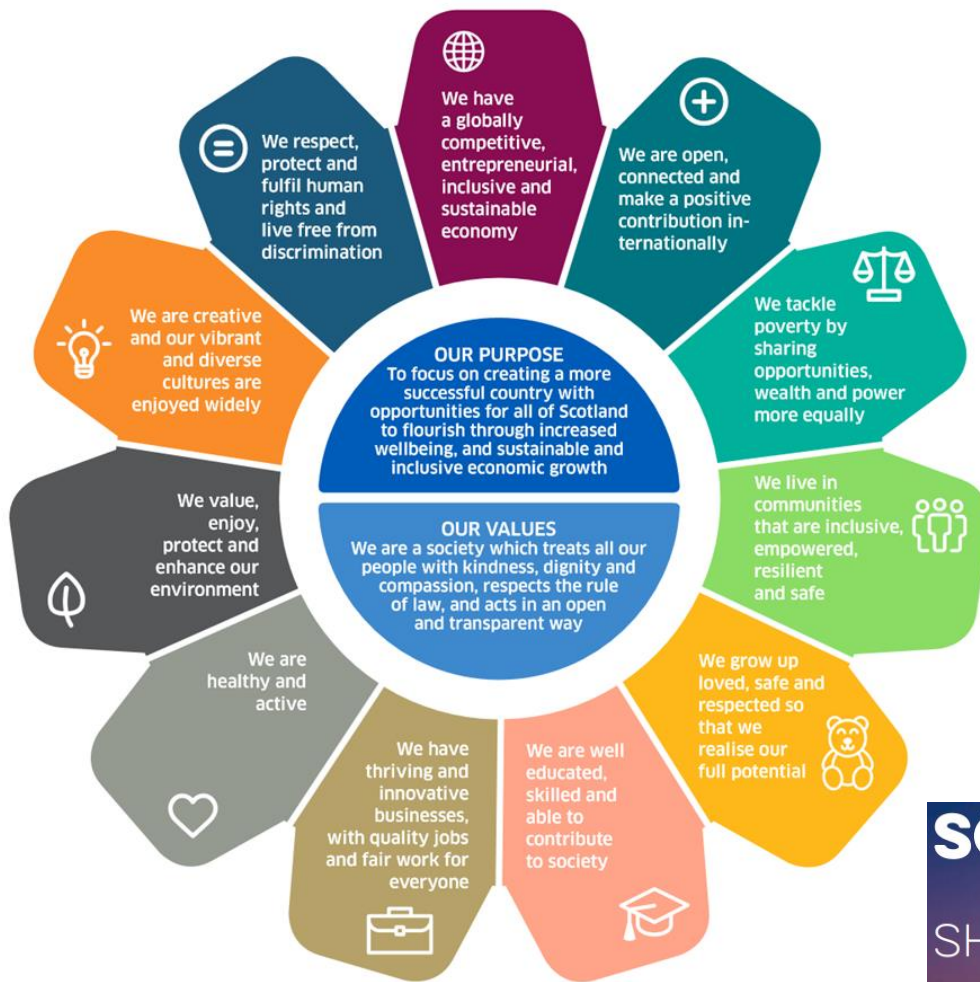 We have
a globally
competitive,
entrepreneurial,
inclusive and
sustainable
economy
We are open,
connected and
make a positive
contribution in-
ternationally
We tackle
poverty by
sharing
opportunities,
wealth and power
more equally
We live in
communities
that are inclusive,
empowered,
resilient
and safe
We grow up
loved, safe and
respected so
that we
realise our
full potential
We are well
educated,
skilled and
able to
contribute
to society
We have
thriving and
innovative
businesses,
with quality jobs
and fair work for
everyone
We are
healthy and
active
We value,
enjoy,
protect and
enhance our
environment
We are creative
and our vibrant
and diverse
cultures are
enjoyed widely
We respect,
protect and
fulfil human
rights and
live free from
discrimination
OUR PURPOSE
To focus on creating a more
successful country with
opportunities for all of Scotland
to flourish through increased
wellbeing, and sustainable and
inclusive economic growth
OUR VALUES
We are a society which treats all our
people with kindness, dignity and
compassion, respects the rule
of law, and acts in an open
and transparent way